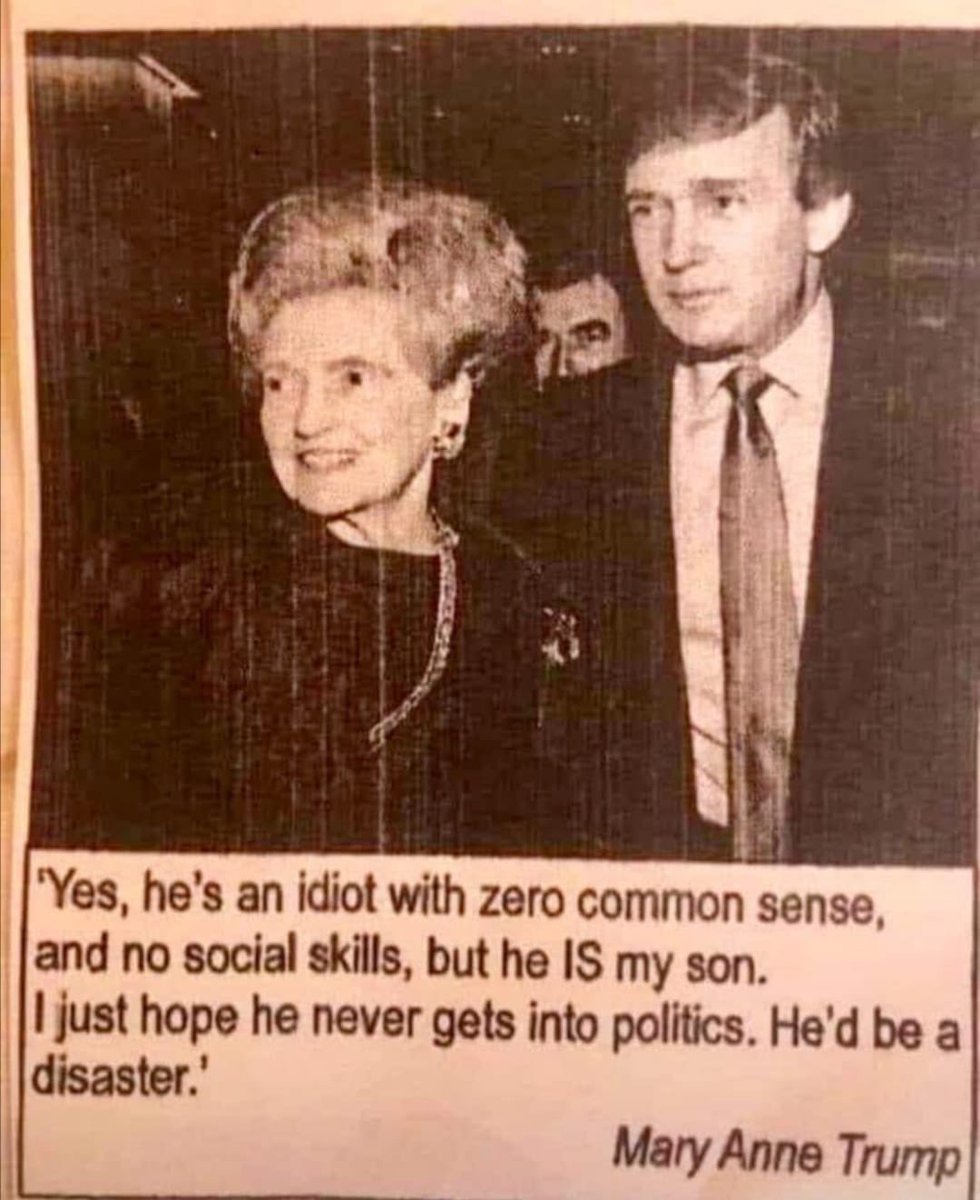 'Yes, he's an idiot with zero common sense,
and no social skills, but he IS my son.
I just hope he never gets into politics. He'd be a
disaster.'
Mary Anne Trump